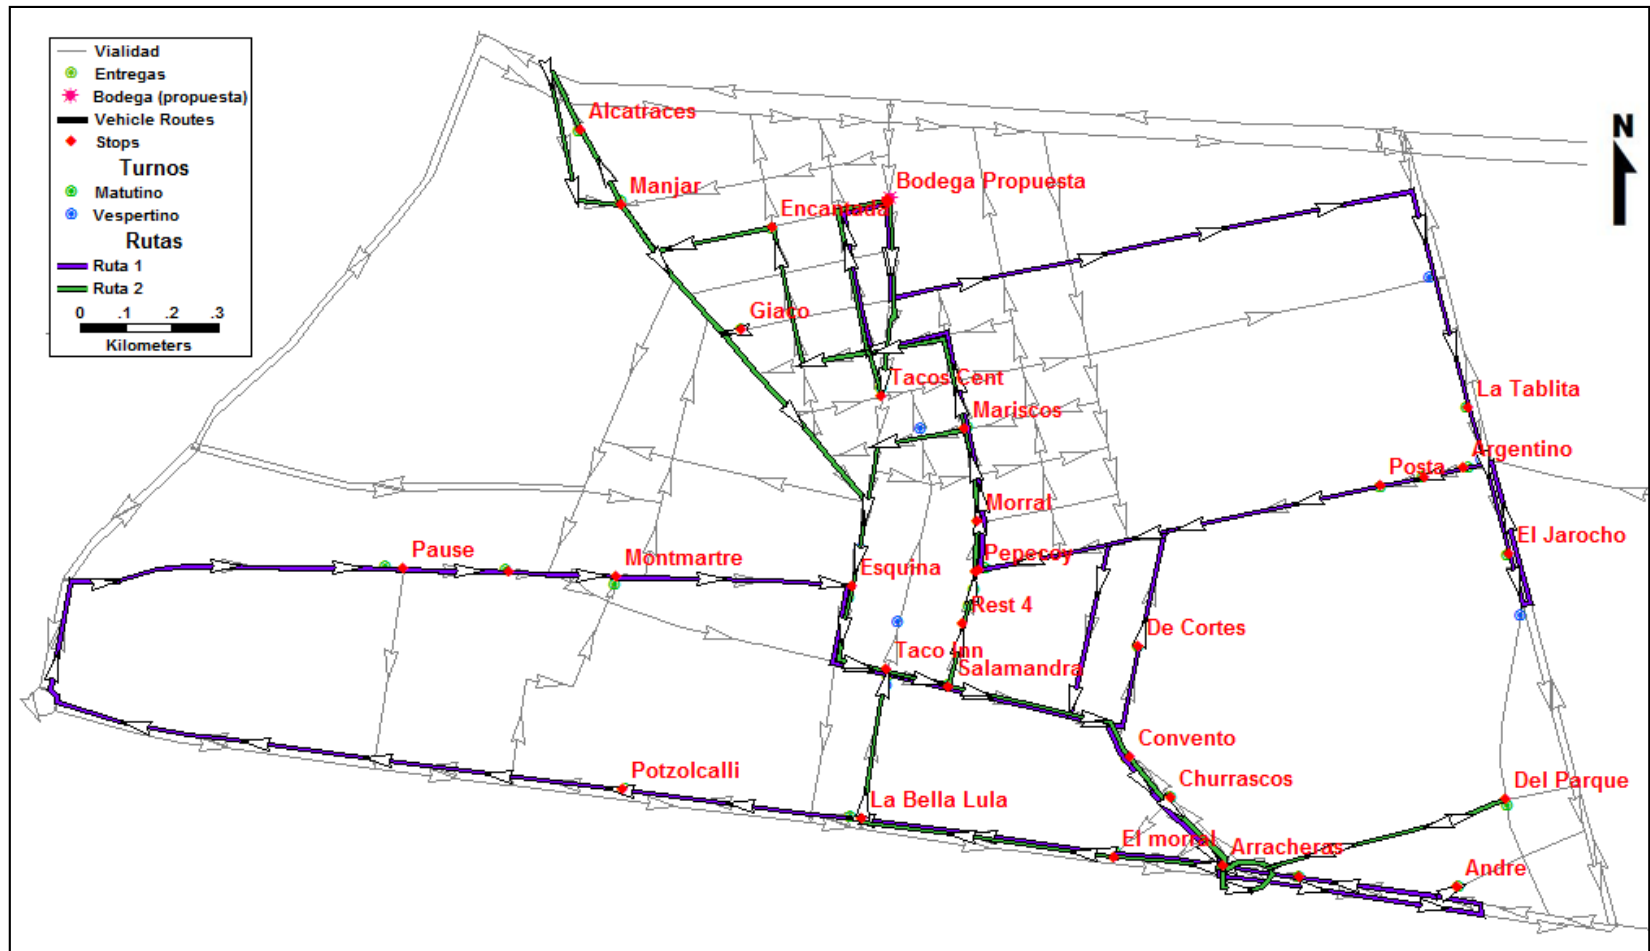 Vialidad
Entregas
Bodega (propuesta)
Vehicle Routes
Stops
Turnos
Matutino
Vespertino
Rutas
Ruta 1
Ruta 2
0 .1 .2 .3
Kilometers
N
Alcatraces
Manjar
Bodega Propuesta
Encantada
Giaco
Tacos Cent
La Tablita
Mariscos
Argentino
Posta
Morral
El Jarocho
Pause
Montmartre
Esquina
Pepecoy
Rest 4
De Cortes
Taco Inn
Salamandra
Convento
Churrascos
Potzolcalli
Del Parque
La Bella Lula
El morral
Arracheras
Andre